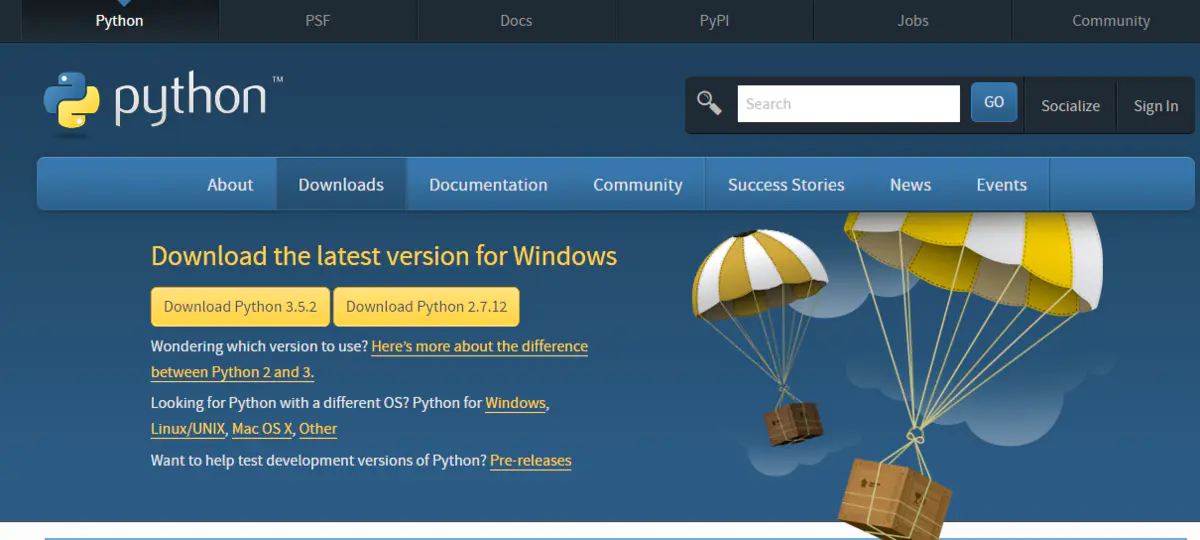 Python PSF Docs PyPI Jobs Community
python™
Search GO Socialize Sign In
About Downloads Documentation Community Success Stories News Events
Download the latest version for Windows
Download Python 3.5.2 Download Python 2.7.12
Wondering which version to use? Here's more about the difference
between Python 2 and 3.
Looking for Python with a different OS? Python for Windows,
Linux/UNIX, Mac OS X, Other
Want to help test development versions of Python? Pre-releases